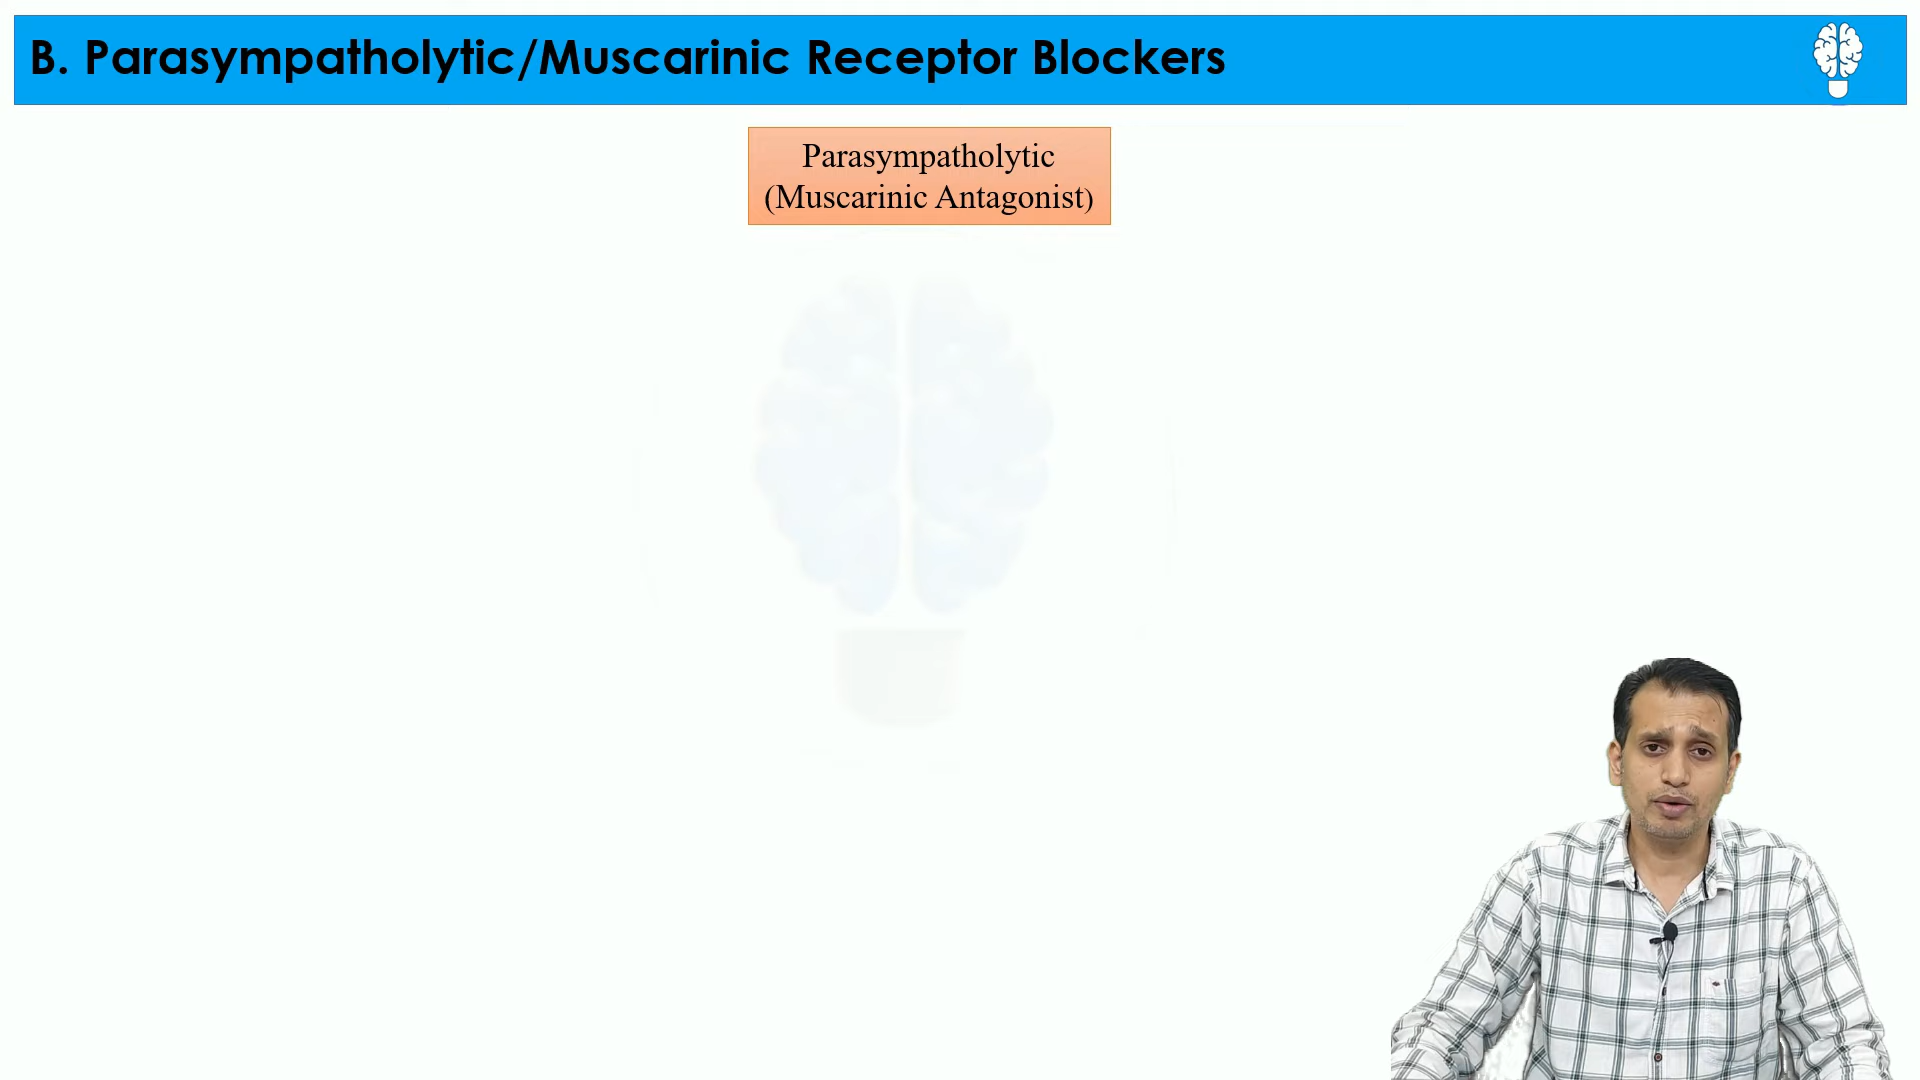 B. Parasympatholytic/Muscarinic Receptor Blockers
Parasympatholytic
(Muscarinic Antagonist)